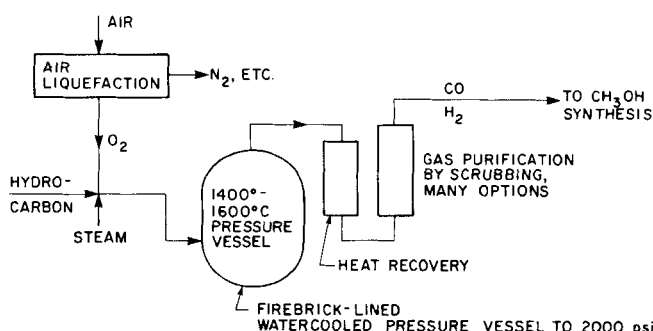 AIR
AIR
LIQUEFACTION
N2, ETC.
O2
HYDRO-
CARBON
STEAM
1400°-
1600°C
PRESSURE
VESSEL
CO
H2
TO CH3OH
SYNTHESIS
GAS PURIFICATION
BY SCRUBBING,
MANY OPTIONS
HEAT RECOVERY
FIREBRICK-LINED
WATERCOOLED PRESSURE VESSEL TO 2000 psi